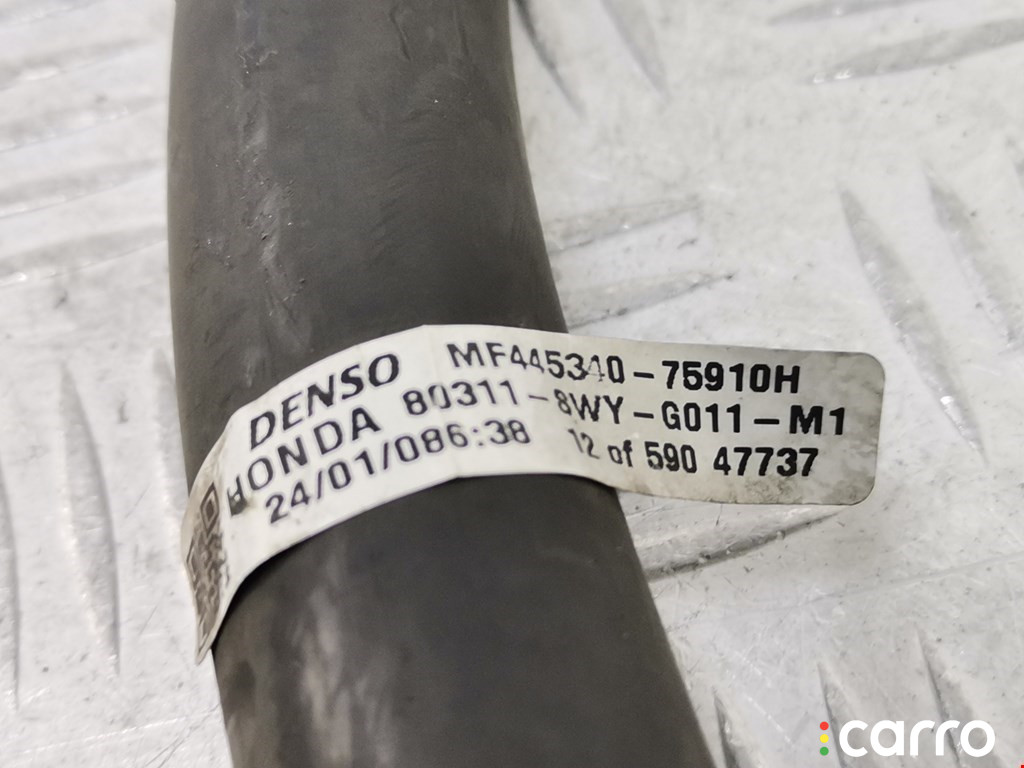 DENSO MF445340-75910H
HONDA 80311-8WY-G011-M1
24/01/086:38 12 of 590 47737
carro